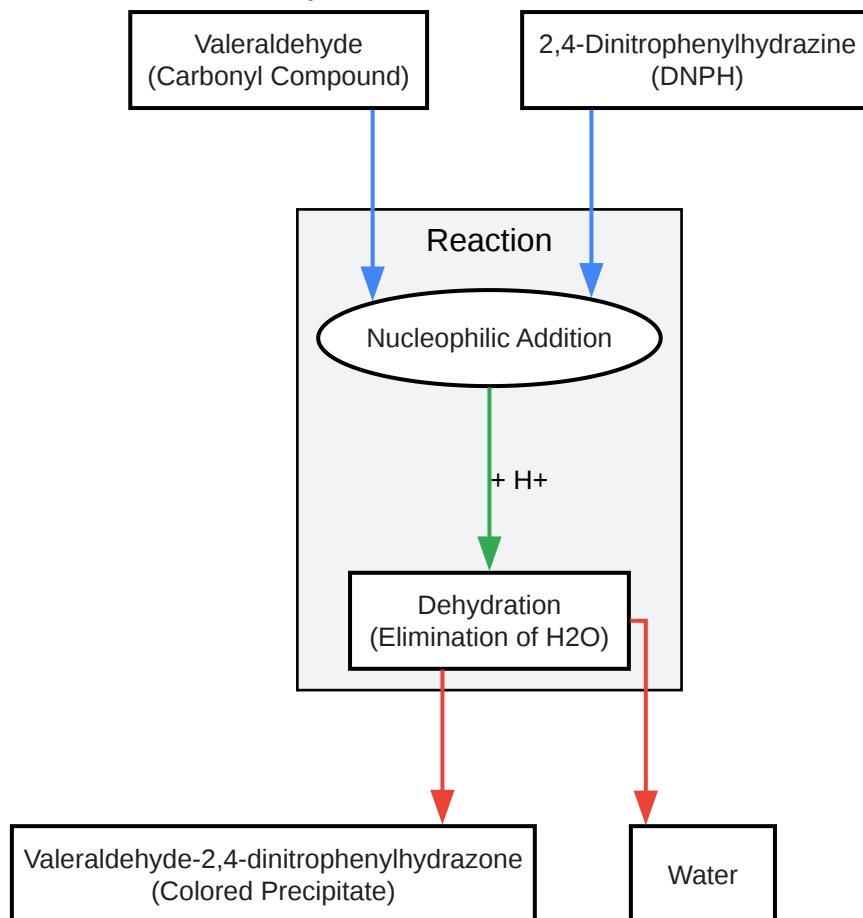 Valeraldehyde
(Carbonyl Compound)
2,4-Dinitrophenylhydrazine
(DNPH)
Reaction
Nucleophilic Addition
+ H+
Dehydration
(Elimination of H2O)
Valeraldehyde-2,4-dinitrophenylhydrazone
(Colored Precipitate)
Water